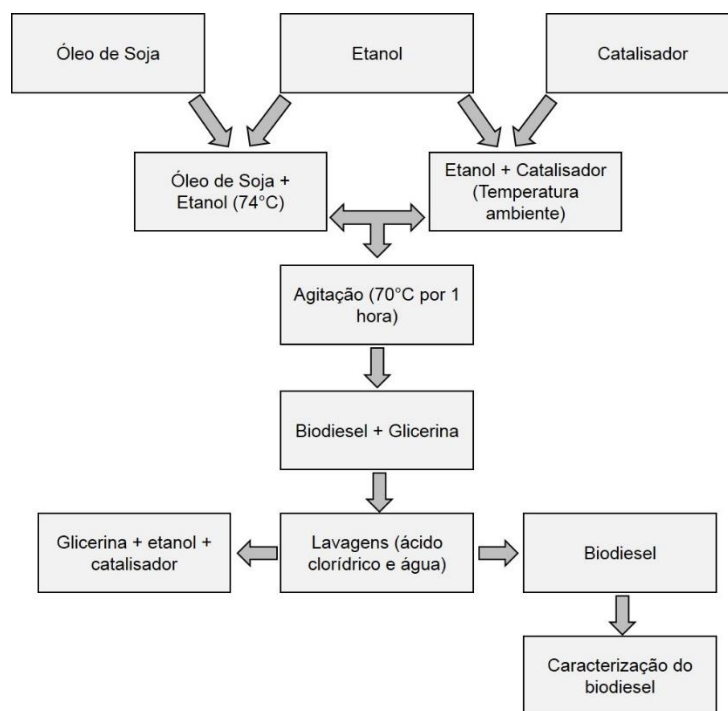 Óleo de Soja
Etanol
Catalisador
Óleo de Soja +
Etanol (74°C)
Etanol + Catalisador
(Temperatura
ambiente)
Agitação (70°C por 1
hora)
Biodiesel + Glicerina
Glicerina + etanol +
catalisador
Lavagens (ácido
clorídrico e água)
Biodiesel
Caracterização do
biodiesel